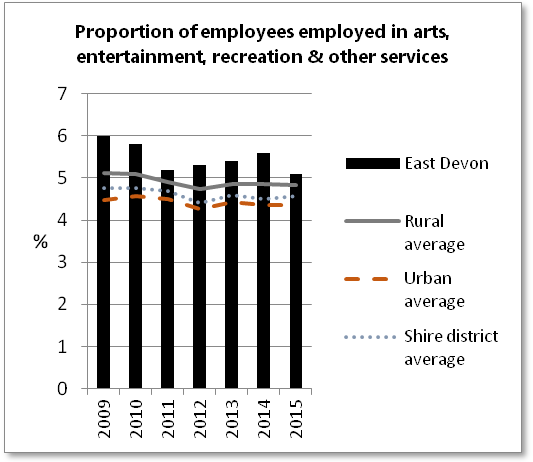 Proportion of employees employed in arts,
entertainment, recreation & other services
7
6
5
4
3
2
1
0
%
2009
2010
2011
2012
2013
2014
2015
East Devon
Rural
average
Urban
average
Shire district
average